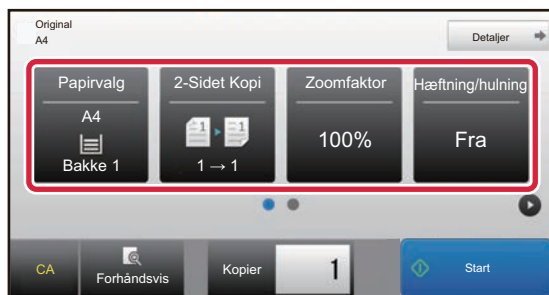 Original
A4
Detaljer
Papirvalg
A4
Bakke 1
2-Sidet Kopi
1 → 1
Zoomfaktor
100%
Hæftning/hulning
Fra
CA
Forhåndsvis
Kopier
1
Start